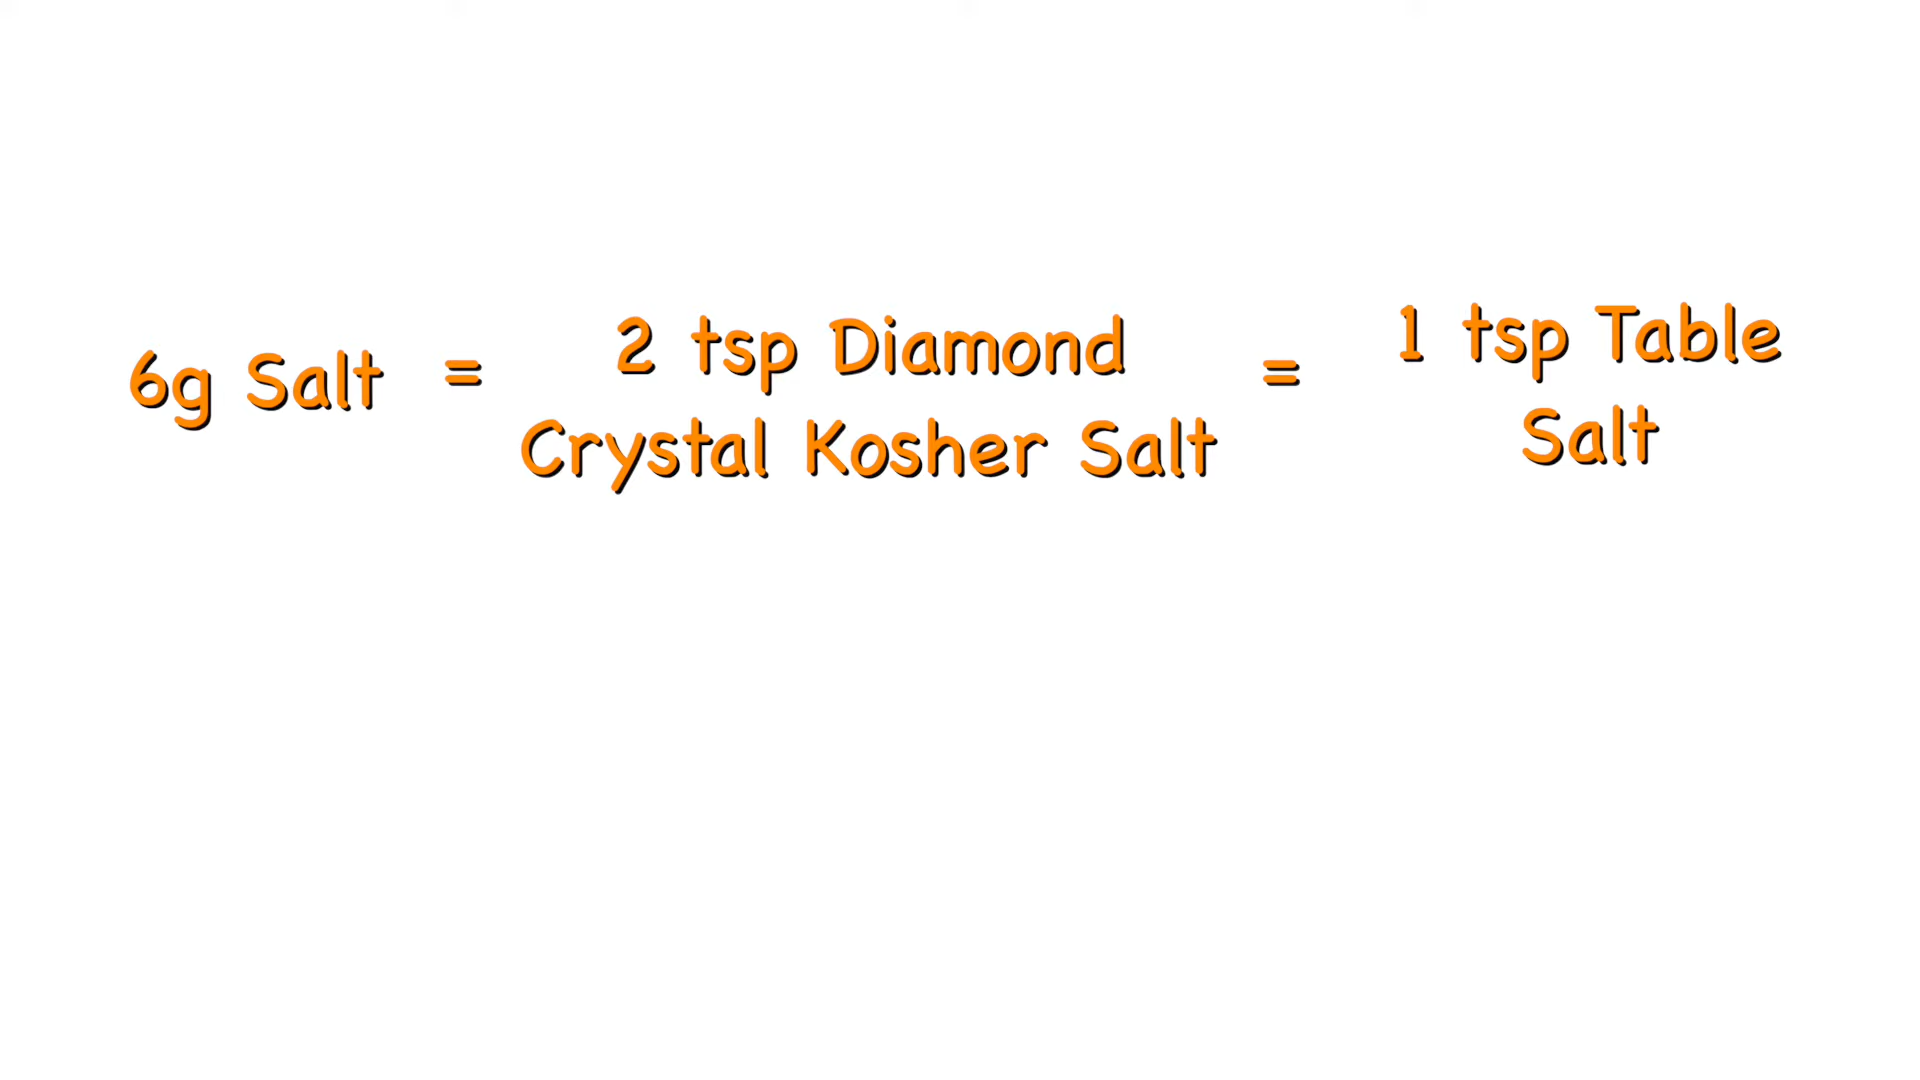 6g Salt = 2 tsp Diamond Crystal Kosher Salt = 1 tsp Table Salt